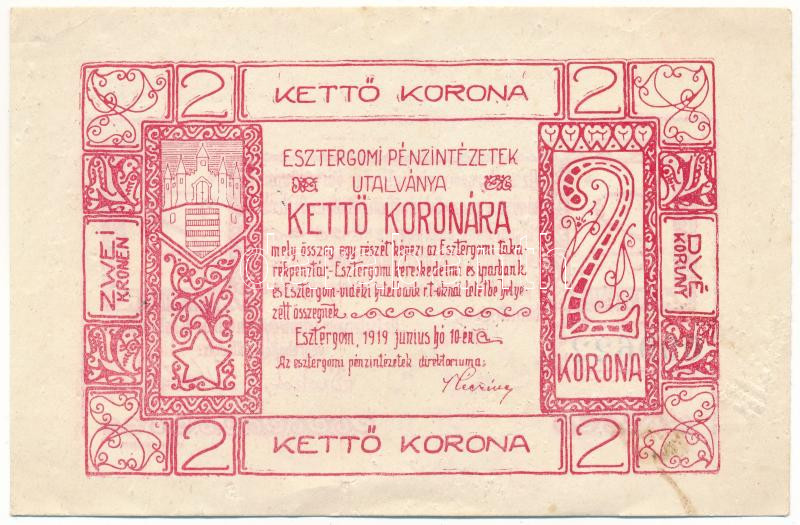 2 KETTŐ KORONA 2
ESZTERGOMI PÉNZINTÉZETEK
UTALVÁNYA
KETTŐ KORONÁRA
mely összeg egy részét képezi az Esztergomi taka-
rékpénztár,-Esztergomi kereskedelmi és iparbank,
és Esztergom-vidéki hitelbank r.t-oknál letétbe helye-
zett összegnek
Esztergom, 1919 junius hó 10-én
Az esztergomi pénzintézetek direktoriuma:
ZWEI
KRONEN
2
KORONA
DVĚ
KORUNY
2 KETTŐ KORONA 2